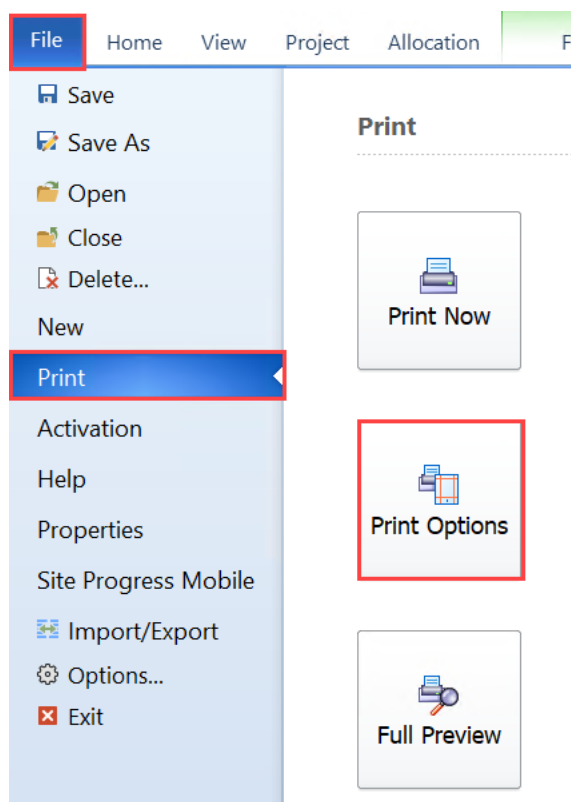 File Home View Project Allocation F
Save
Save As
Open
Close
Delete...
New
Print
Activation
Help
Properties
Site Progress Mobile
Import/Export
Options...
Exit
Print
Print Now
Print Options
Full Preview